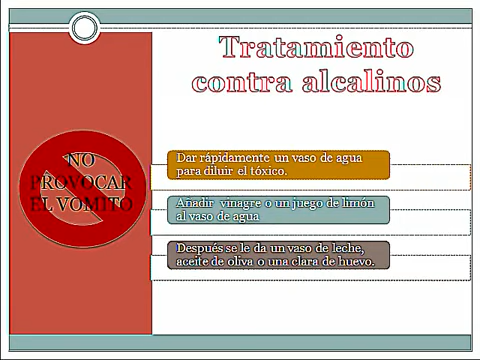 Tratamiento
contra alcalinos
NO
PROVOCAR
EL VOMITO
Dar rápidamente un vaso de agua
para diluir el tóxico.
Añadir vinagre o un juego de limón
al vaso de agua
Después se le da un vaso de leche,
aceite de oliva o una clara de huevo.